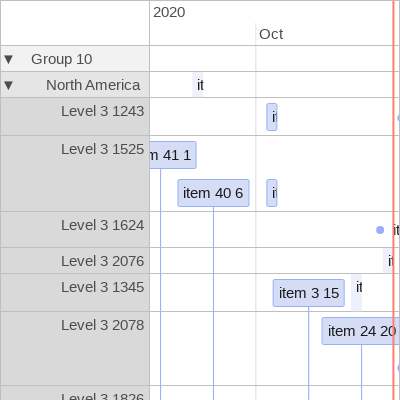 2020
Oct
▼ Group 10
▼ North America it
Level 3 1243 it
Level 3 1525 m 41 1
item 40 6 it
Level 3 1624 it
Level 3 2076 it
Level 3 1345 item 3 15 it
Level 3 2078 item 24 20
Level 3 1826